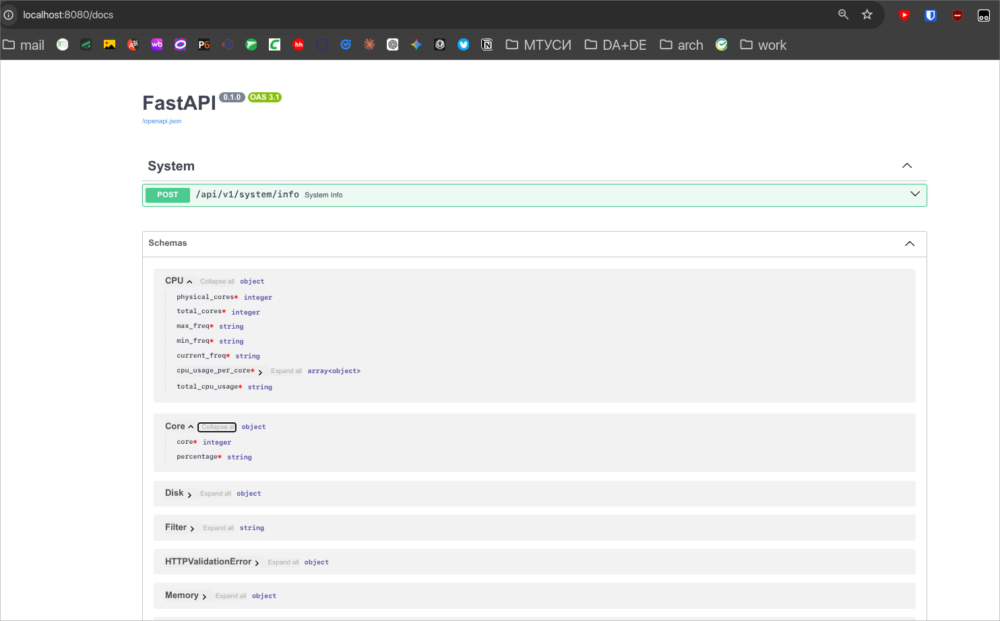 localhost:8080/docs
mail
wb
P6
hh
МТУСИ
DA+DE
arch
work
FastAPI 0.1.0 OAS 3.1
/openapi.json
System
POST /api/v1/system/info System Info
Schemas
CPU Collapse all object
physical_cores* integer
total_cores* integer
max_freq* string
min_freq* string
current_freq* string
cpu_usage_per_core* Expand all array<object>
total_cpu_usage* string
Core Collapse all object
core* integer
percentage* string
Disk Expand all object
Filter Expand all string
HTTPValidationError Expand all object
Memory Expand all object